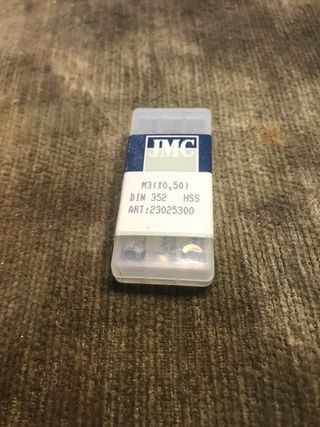 JMC
M3(X0,50)
DIN 352 HSS
ART:23025300